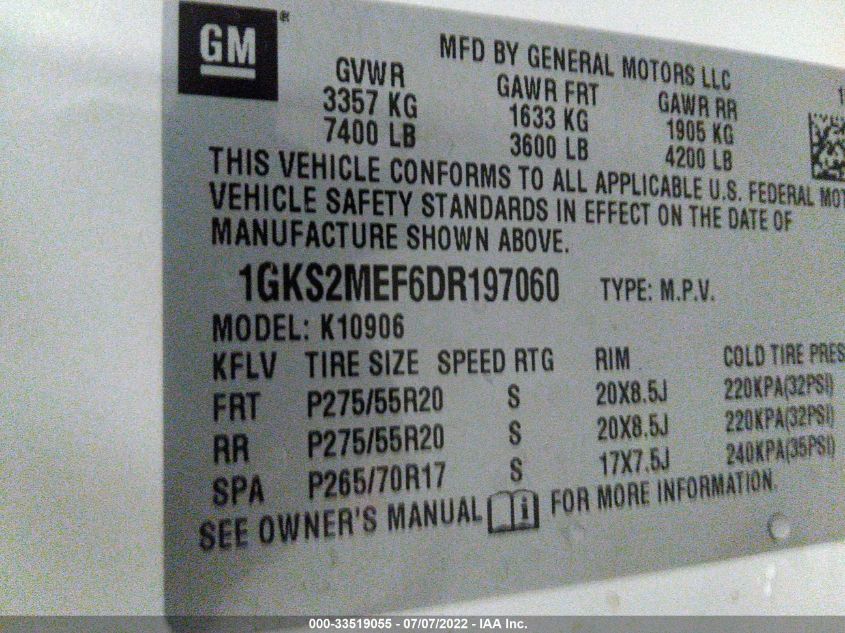 GM ®
MFD BY GENERAL MOTORS LLC
GVWR GAWR FRT GAWR RR
3357 KG 1633 KG 1905 KG
7400 LB 3600 LB 4200 LB
THIS VEHICLE CONFORMS TO ALL APPLICABLE U.S. FEDERAL MOT
VEHICLE SAFETY STANDARDS IN EFFECT ON THE DATE OF
MANUFACTURE SHOWN ABOVE.
1GKS2MEF6DR197060 TYPE: M.P.V.
MODEL: K10906
KFLV TIRE SIZE SPEED RTG RIM COLD TIRE PRES
FRT P275/55R20 S 20X8.5J 220KPA(32PSI)
RR P275/55R20 S 20X8.5J 220KPA(32PSI)
SPA P265/70R17 S 17X7.5J 240KPA(35PSI)
SEE OWNER'S MANUAL FOR MORE INFORMATION.
000-33519055 - 07/07/2022 - IAA Inc.